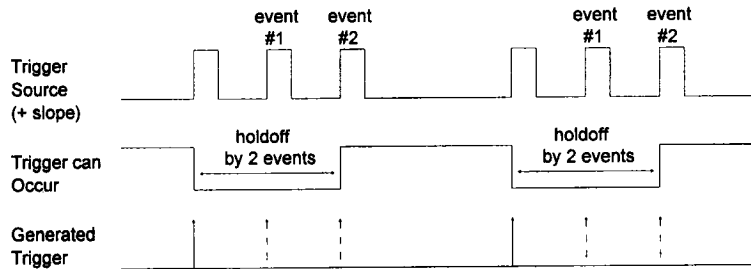 event
#1
event
#2
event
#1
event
#2
Trigger
Source
(+ slope)
holdoff
by 2 events
holdoff
by 2 events
Trigger can
Occur
Generated
Trigger